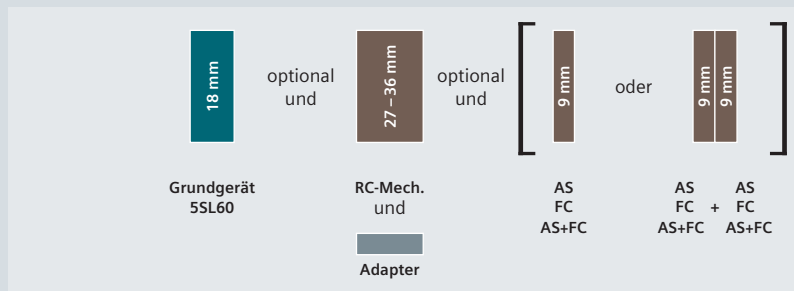 18 mm
optional
und
27 – 36 mm
optional
und
9 mm
oder
9 mm
9 mm
Grundgerät
5SL60
RC-Mech.
und
Adapter
AS
FC
AS+FC
AS AS
FC + FC
AS+FC AS+FC